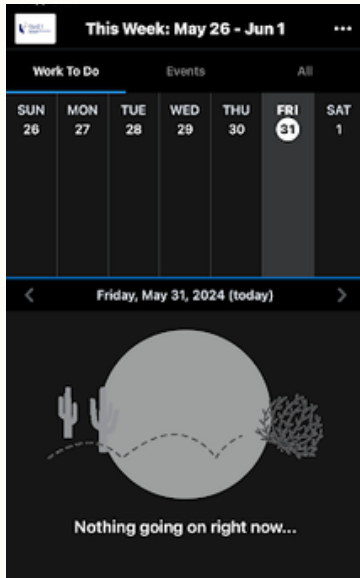 This Week: May 26 - Jun 1
Work To Do Events All
SUN MON TUE WED THU FRI SAT
26 27 28 29 30 31 1
Friday, May 31, 2024 (today)
Nothing going on right now...